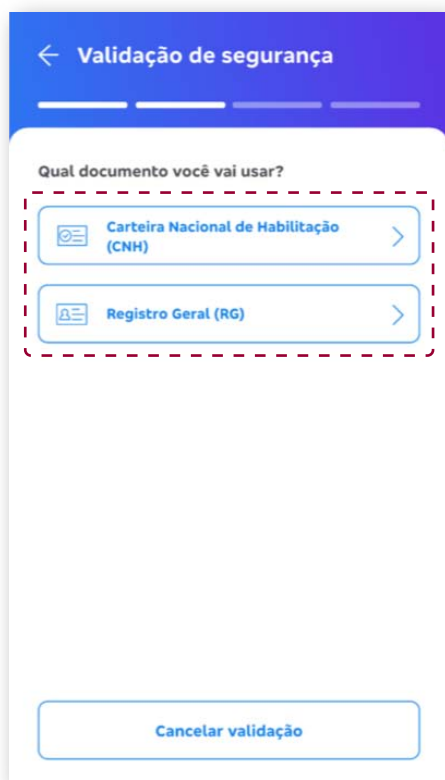 Validação de segurança
Qual documento você vai usar?
Carteira Nacional de Habilitação
(CNH)
Registro Geral (RG)
Cancelar validação